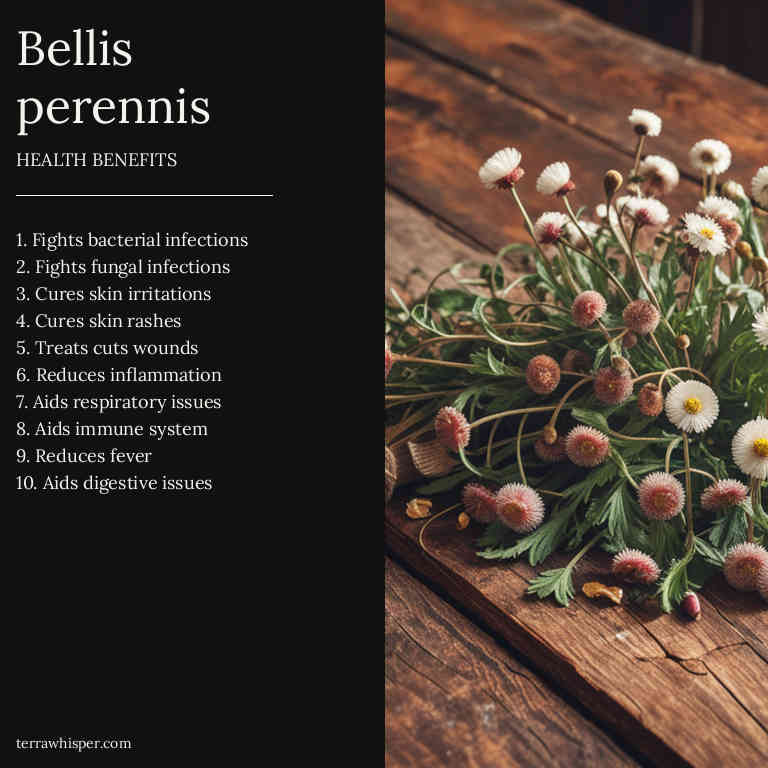 Bellis
perennis
HEALTH BENEFITS
1. Fights bacterial infections
2. Fights fungal infections
3. Cures skin irritations
4. Cures skin rashes
5. Treats cuts wounds
6. Reduces inflammation
7. Aids respiratory issues
8. Aids immune system
9. Reduces fever
10. Aids digestive issues
terrawhisper.com